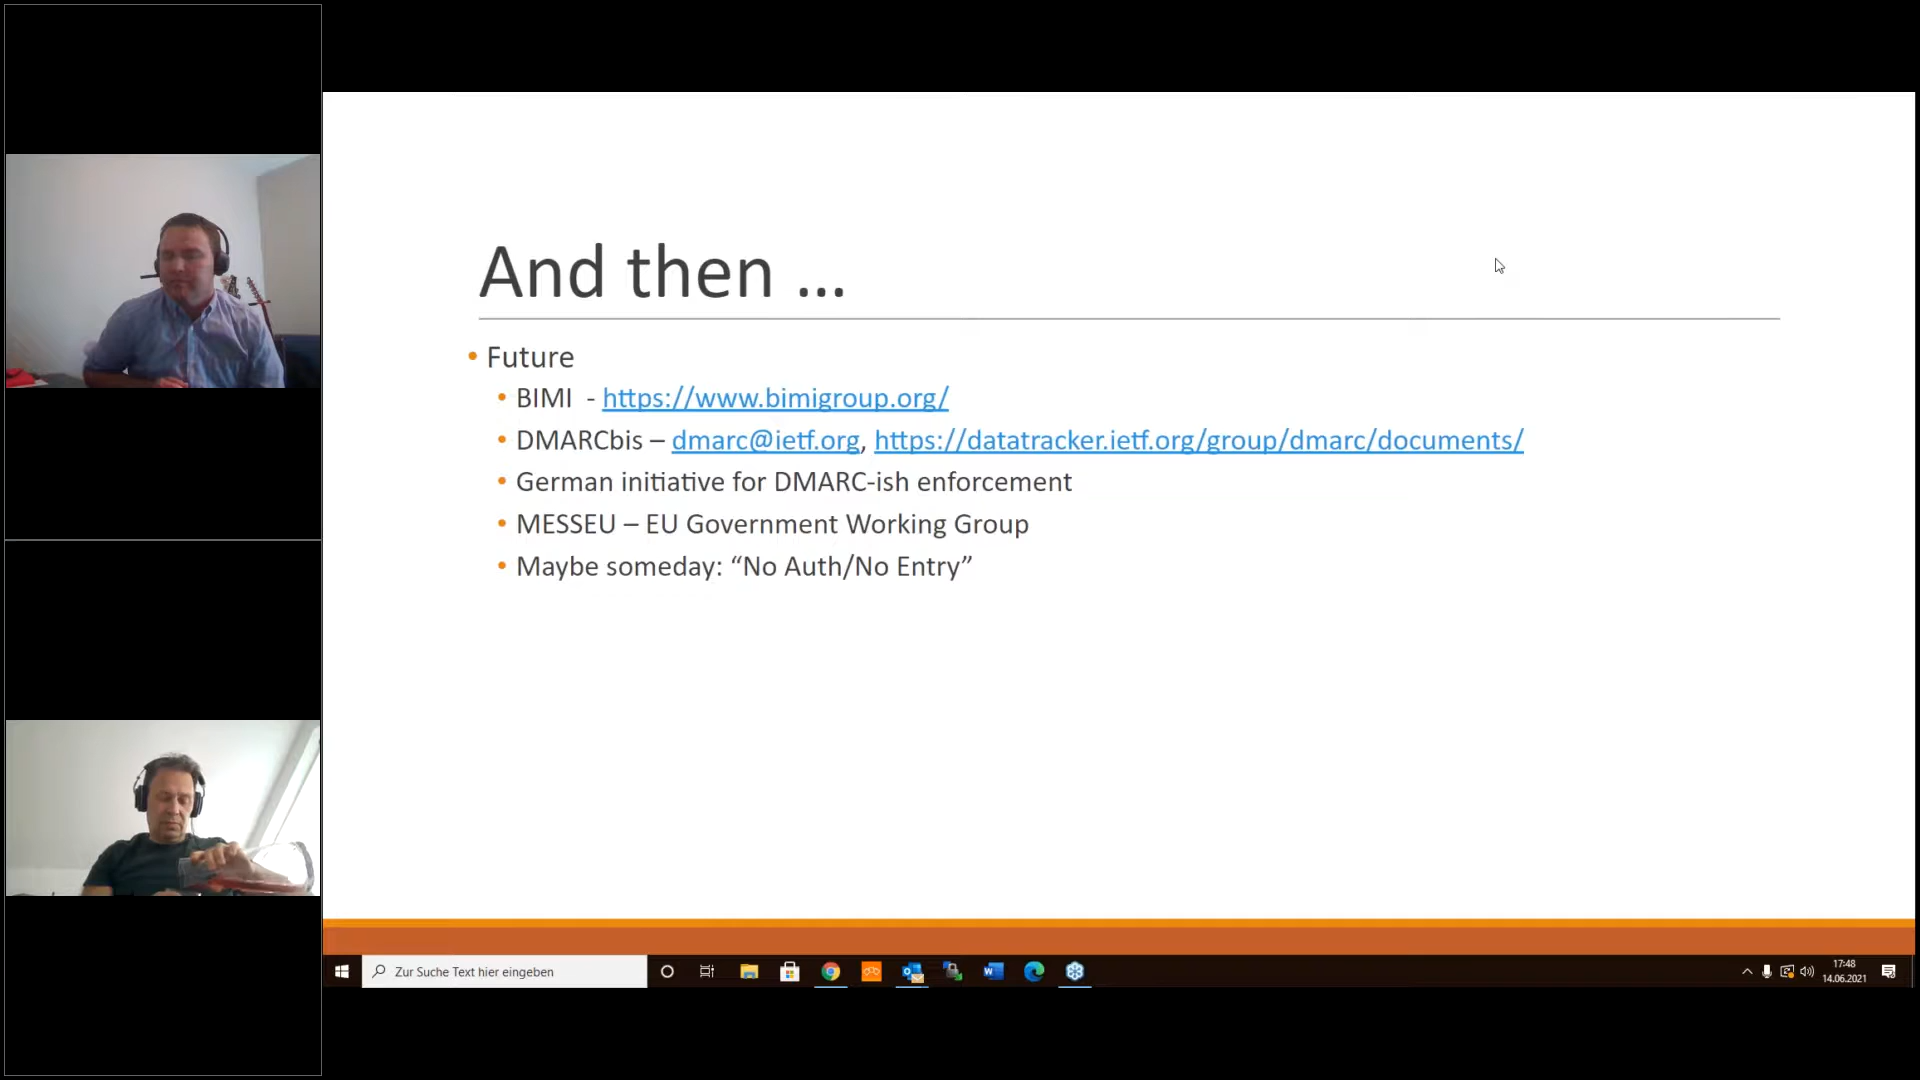 And then ...
• Future
• BIMI - https://www.bimigroup.org/
• DMARCbis – dmarc@ietf.org, https://datatracker.ietf.org/group/dmarc/documents/
• German initiative for DMARC-ish enforcement
• MESSEU – EU Government Working Group
• Maybe someday: “No Auth/No Entry”
Zur Suche Text hier eingeben
17:48
14.06.2021